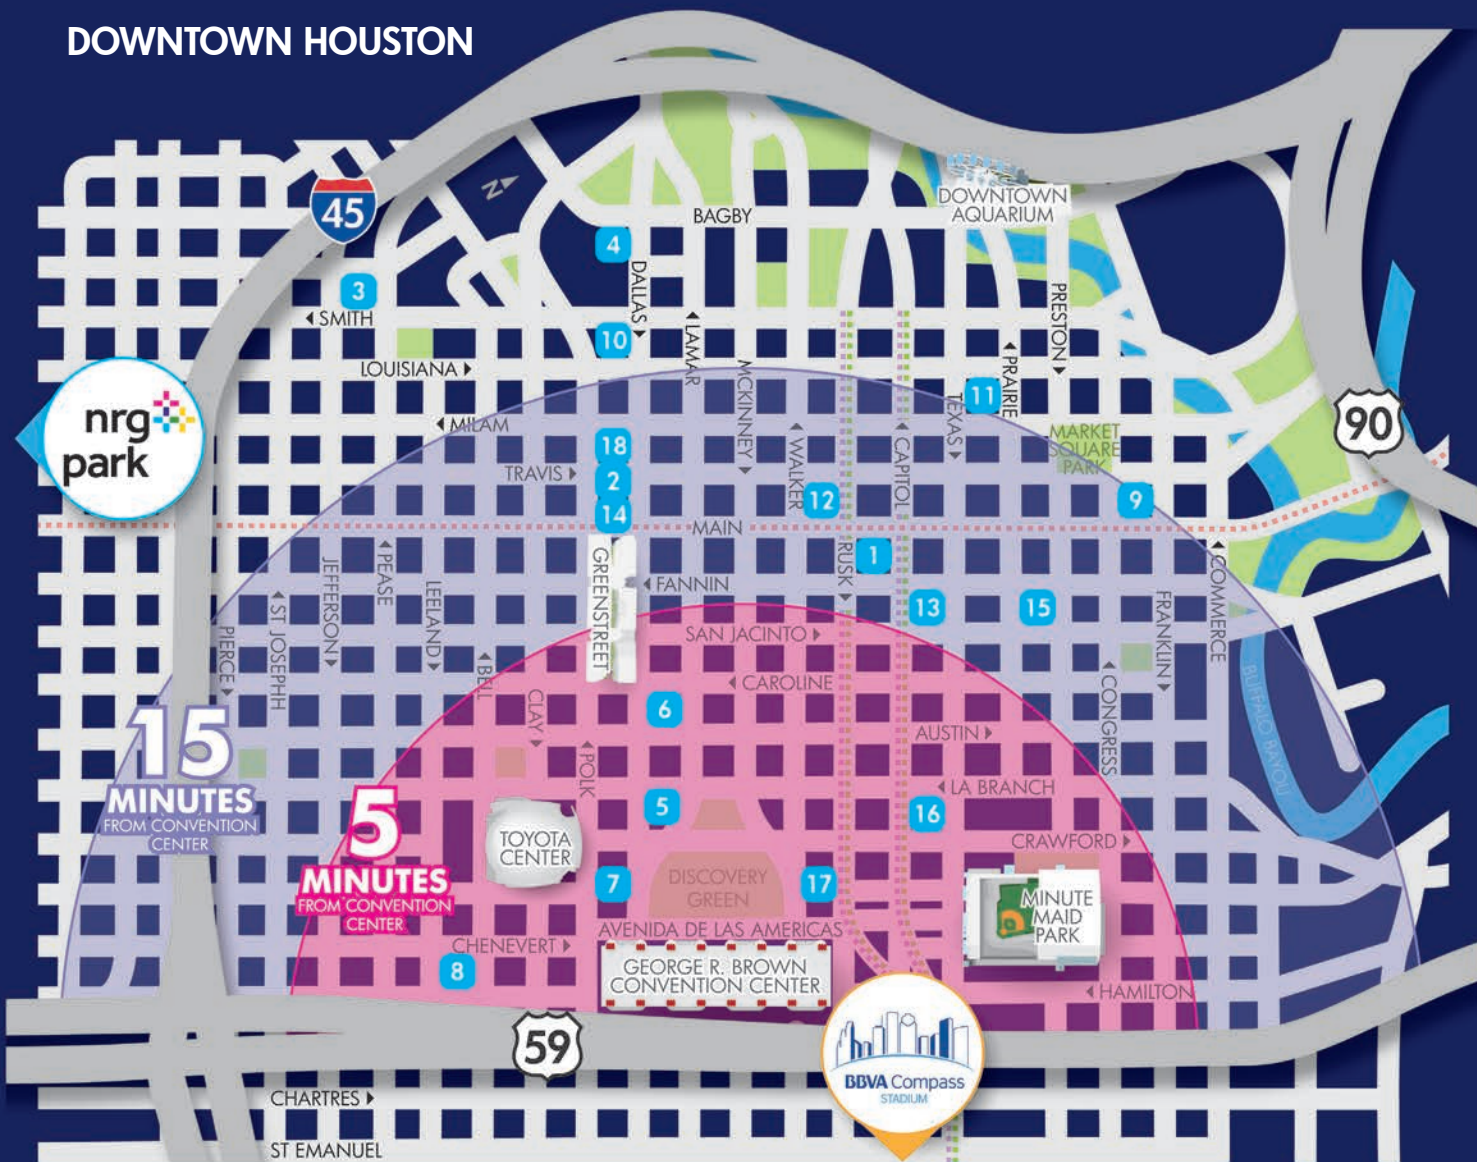 DOWNTOWN HOUSTON
45
N
DOWNTOWN
AQUARIUM
BAGBY
4
DALLAS
3
SMITH
PRESTON
10
LAMAR
LOUISIANA
MCKINNEY
PRAIRIE
11
TEXAS
90
nrg
park
MILAM
WALKER
CAPITOL
MARKET
SQUARE
PARK
18
TRAVIS
2
12
9
14
MAIN
RUSK
1
GREENSTREET
FANNIN
PEASE
JEFFERSON
LEELAND
ST JOSEPHH
PIERCE
COMMERCE
FRANKLIN
13
15
SAN JACINTO
BELL
CLAY
CAROLINE
CONGRESS
BUFFALO BAYOU
6
AUSTIN
POLK
15
MINUTES
FROM CONVENTION
CENTER
5
MINUTES
FROM CONVENTION
CENTER
LA BRANCH
5
16
TOYOTA
CENTER
CRAWFORD
7
DISCOVERY
GREEN
17
MINUTE
MAID
PARK
AVENIDA DE LAS AMERICAS
CHENEVERT
8
GEORGE R. BROWN
CONVENTION CENTER
HAMILTON
59
BBVA Compass
STADIUM
CHARTRES
ST EMANUEL